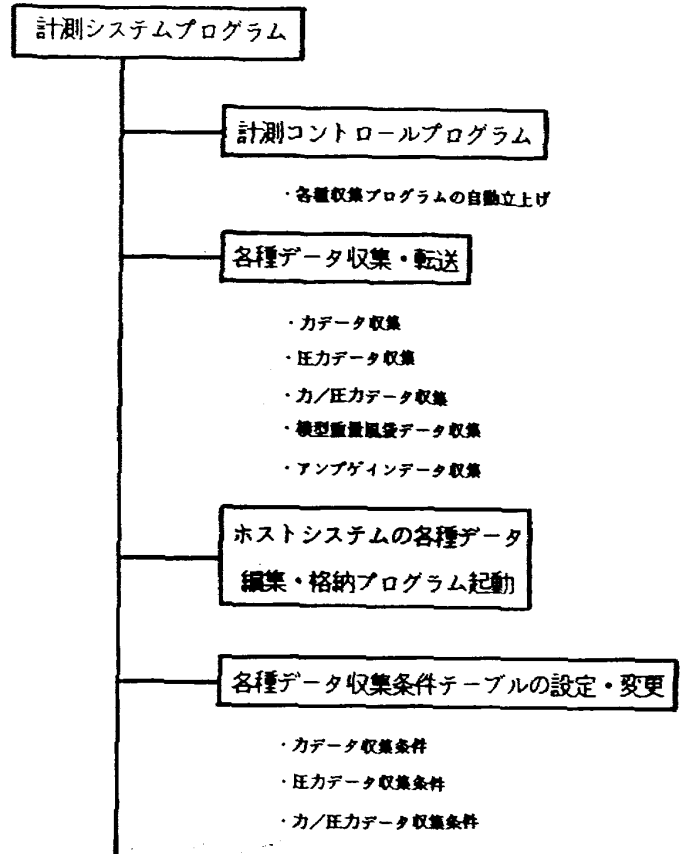 計測システムプログラム
計測コントロールプログラム
・各種収集プログラムの自動立上げ
各種データ収集・転送
・力データ収集
・圧力データ収集
・力／圧力データ収集
・模型重量風袋データ収集
・アンプゲインデータ収集
ホストシステムの各種データ
編集・格納プログラム起動
各種データ収集条件テーブルの設定・変更
・力データ収集条件
・圧力データ収集条件
・力／圧力データ収集条件